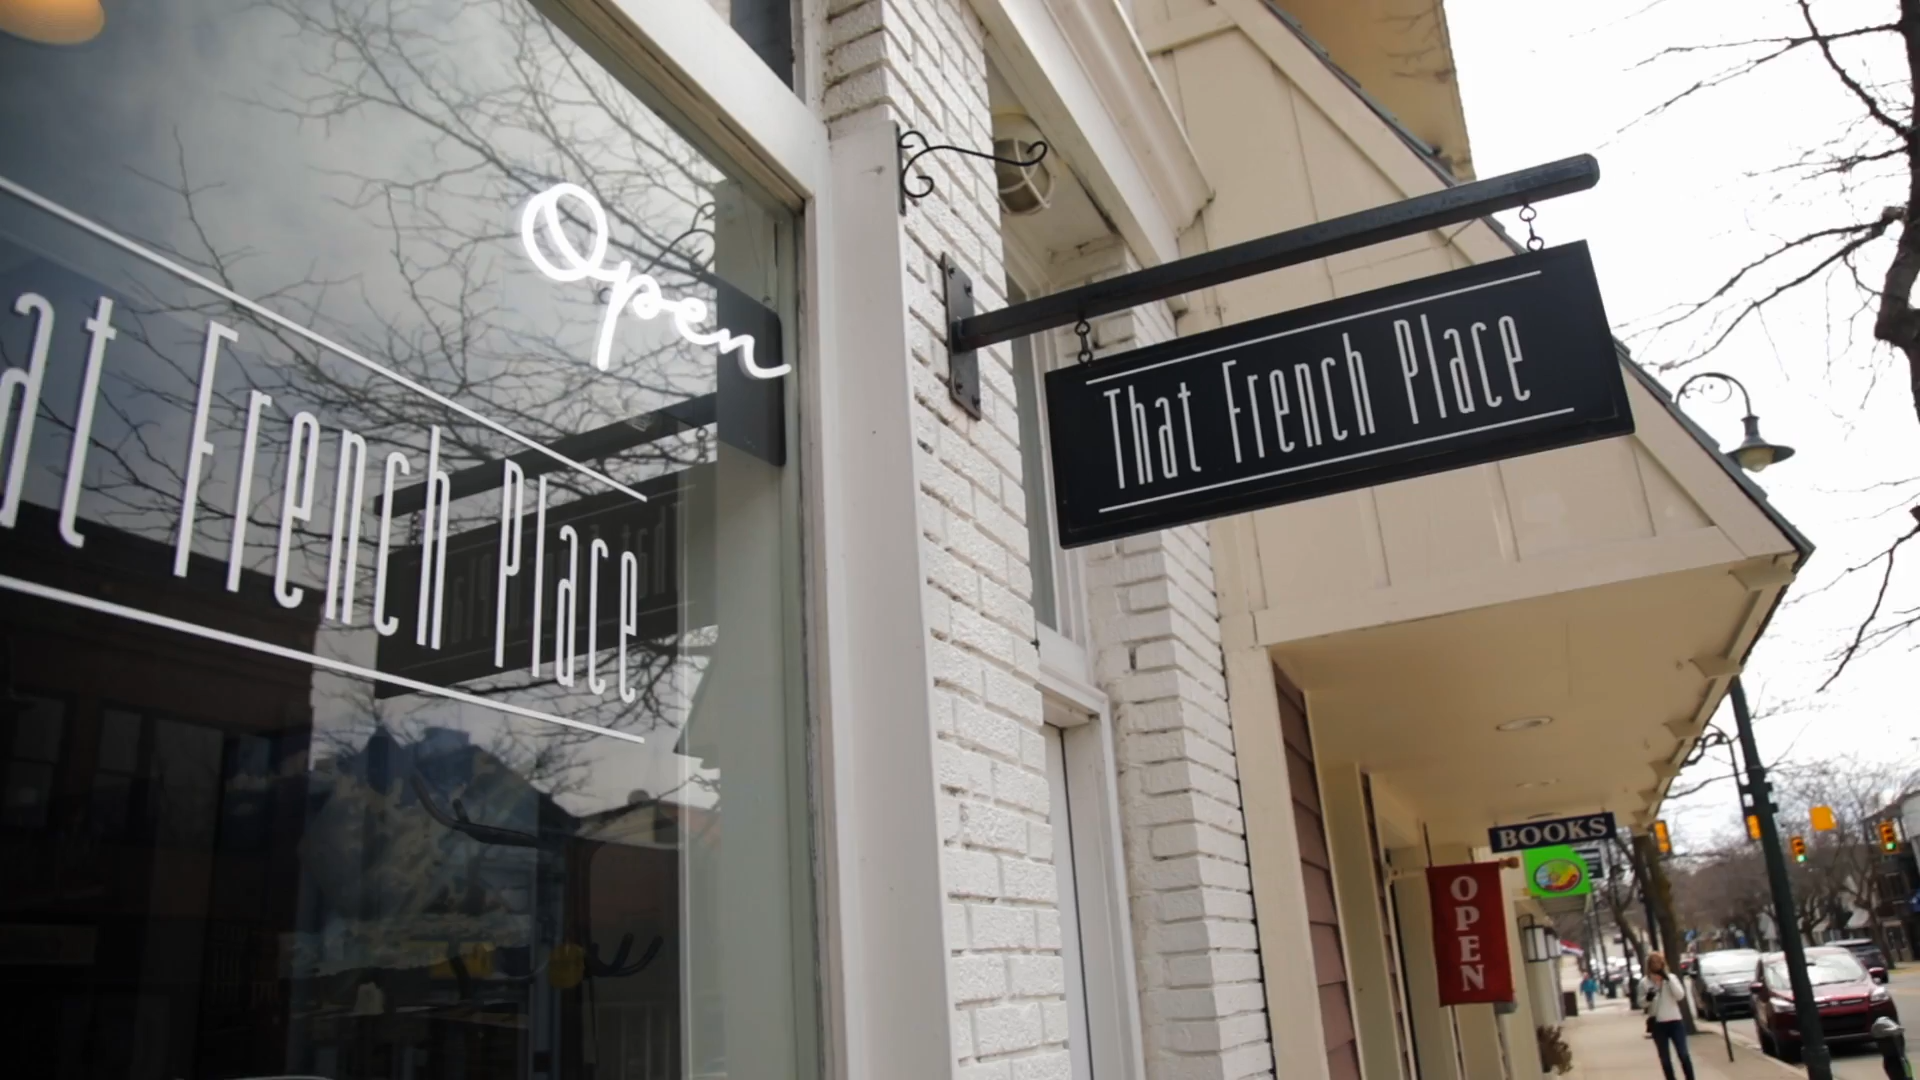 Open
at French Place
That French Place
BOOKS
OPEN